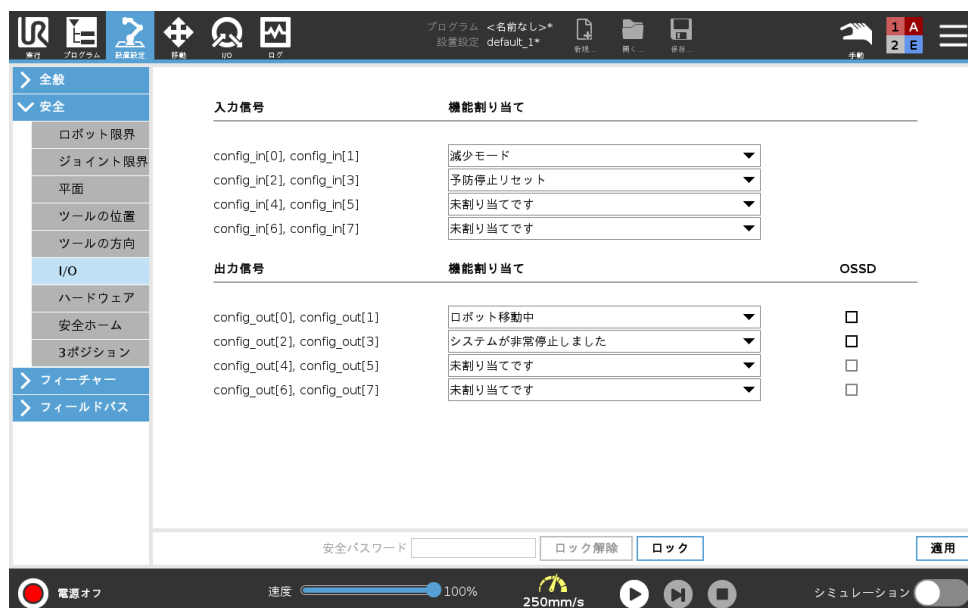 UR
プログラム <名前なし>*
設置設定 default_1*
実行 プログラム 設置設定 移動 I/O ログ 新規... 開く... 保存... 手動
1 A
2 E
全般
安全
ロボット限界
ジョイント限界
平面
ツールの位置
ツールの方向
I/O
ハードウェア
安全ホーム
3ポジション
フィーチャー
フィールドバス
入力信号 機能割り当て
config_in[0], config_in[1] 減少モード
config_in[2], config_in[3] 予防停止リセット
config_in[4], config_in[5] 未割り当てです
config_in[6], config_in[7] 未割り当てです
出力信号 機能割り当て OSSD
config_out[0], config_out[1] ロボット移動中
config_out[2], config_out[3] システムが非常停止しました
config_out[4], config_out[5] 未割り当てです
config_out[6], config_out[7] 未割り当てです
安全パスワード ロック解除 ロック 適用
電源オフ 速度 100% 250mm/s シミュレーション